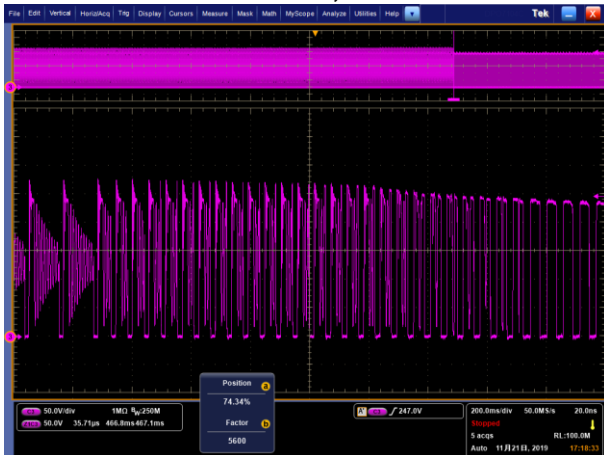 File Edit Vertical Horiz/Acq Trig Display Cursors Measure Mask Math MyScope Analyze Utilities Help Tek
Position a
74.34%
Factor b
5600
50.0V/div 1MΩ BW:250M
50.0V 35.71μs 466.8ms 467.1ms
A' 247.0V
200.0ms/div 50.0MS/s 20.0ns
Stopped
5 acqs RL:100.0M
Auto 11月21日, 2019 17:18:33